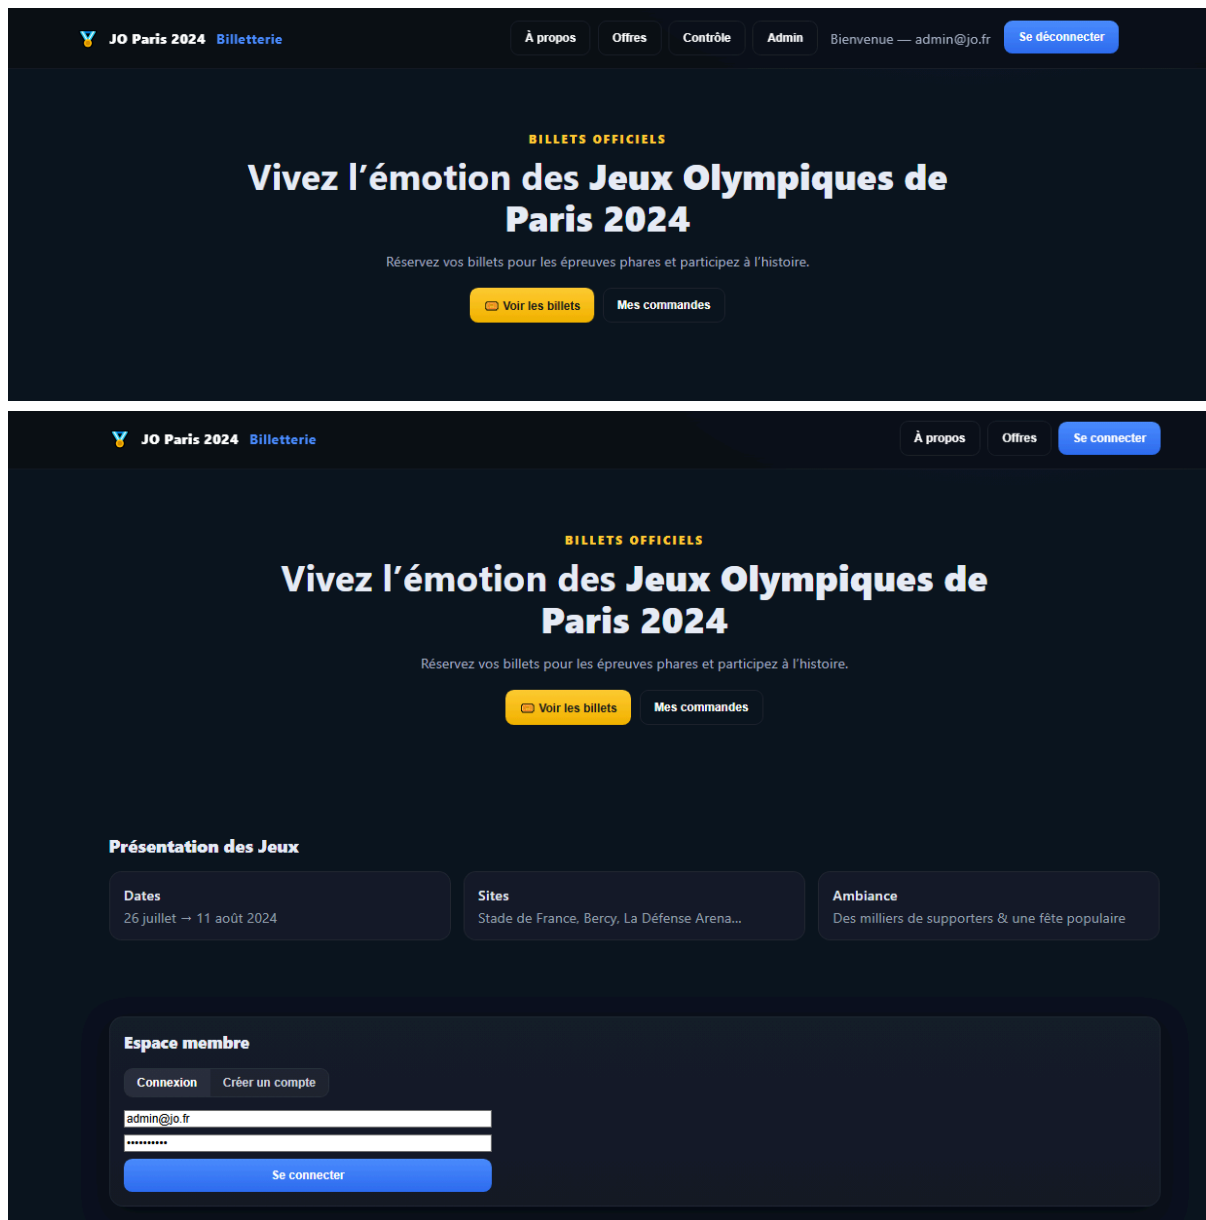 JO Paris 2024 Billetterie À propos Offres Contrôle Admin Bienvenue — admin@jo.fr Se déconnecter
BILLETS OFFICIELS
Vivez l’émotion des Jeux Olympiques de
Paris 2024
Réservez vos billets pour les épreuves phares et participez à l’histoire.
Voir les billets Mes commandes
JO Paris 2024 Billetterie À propos Offres Se connecter
BILLETS OFFICIELS
Vivez l’émotion des Jeux Olympiques de
Paris 2024
Réservez vos billets pour les épreuves phares et participez à l’histoire.
Voir les billets Mes commandes
Présentation des Jeux
Dates
26 juillet → 11 août 2024
Sites
Stade de France, Bercy, La Défense Arena…
Ambiance
Des milliers de supporters & une fête populaire
Espace membre
Connexion Créer un compte
admin@jo.fr
••••••••••
Se connecter